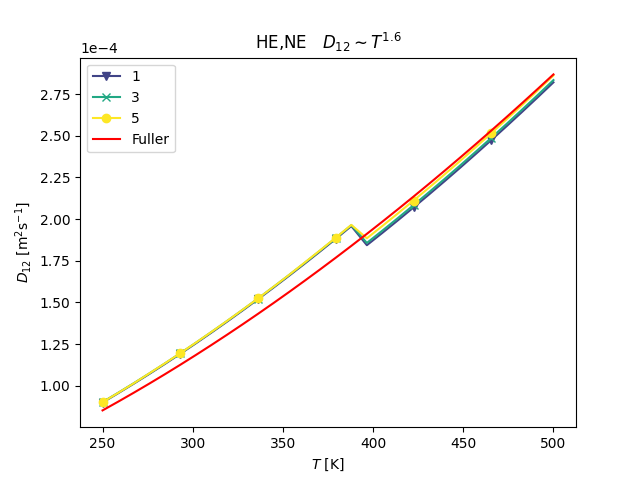 HE,NE D₁₂ ~ T^1.6
1e−4
1
3
5
Fuller
2.75
2.50
2.25
2.00
1.75
1.50
1.25
1.00
D₁₂ [m²s⁻¹]
250 300 350 400 450 500
T [K]